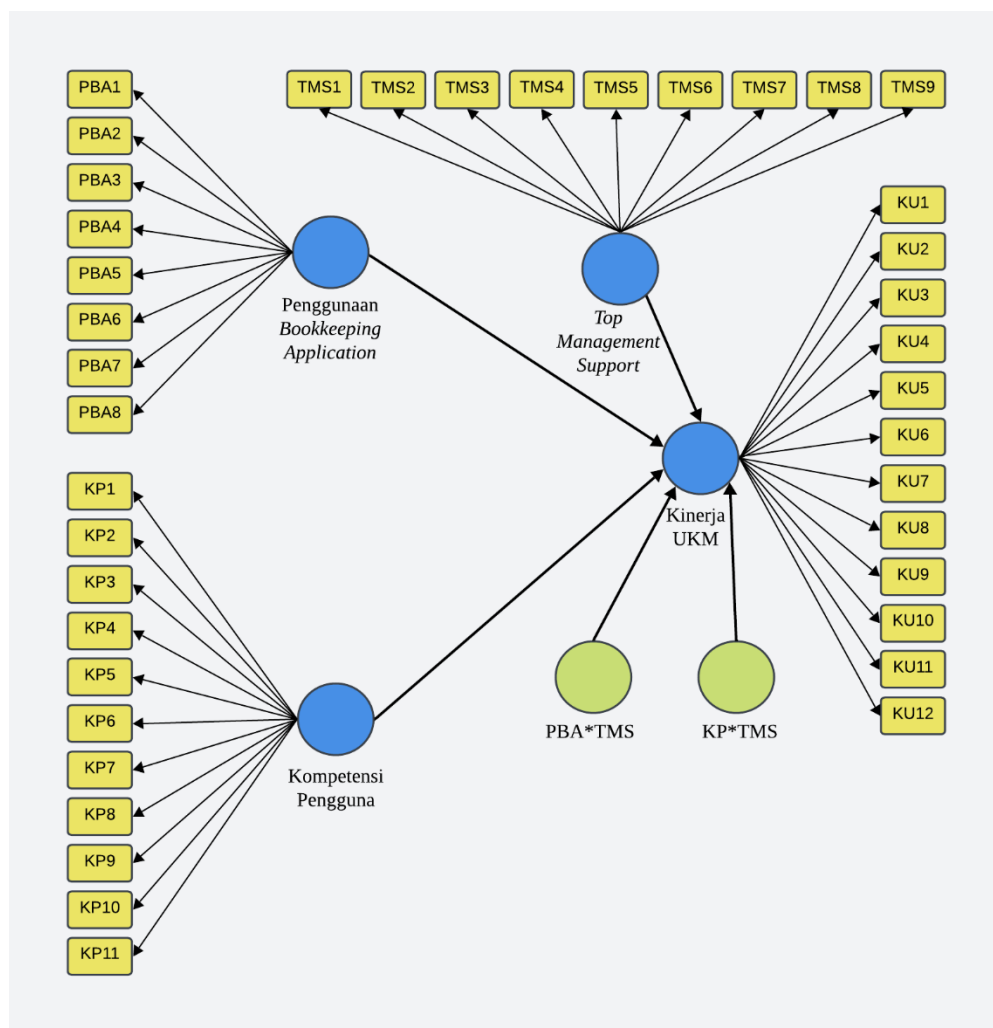 PBA1
PBA2
PBA3
PBA4
PBA5
PBA6
PBA7
PBA8
TMS1
TMS2
TMS3
TMS4
TMS5
TMS6
TMS7
TMS8
TMS9
KU1
KU2
KU3
KU4
KU5
KU6
KU7
KU8
KU9
KU10
KU11
KU12
Penggunaan
Bookkeeping
Application
Top
Management
Support
Kinerja
UKM
KP1
KP2
KP3
KP4
KP5
KP6
KP7
KP8
KP9
KP10
KP11
Kompetensi
Pengguna
PBA*TMS
KP*TMS